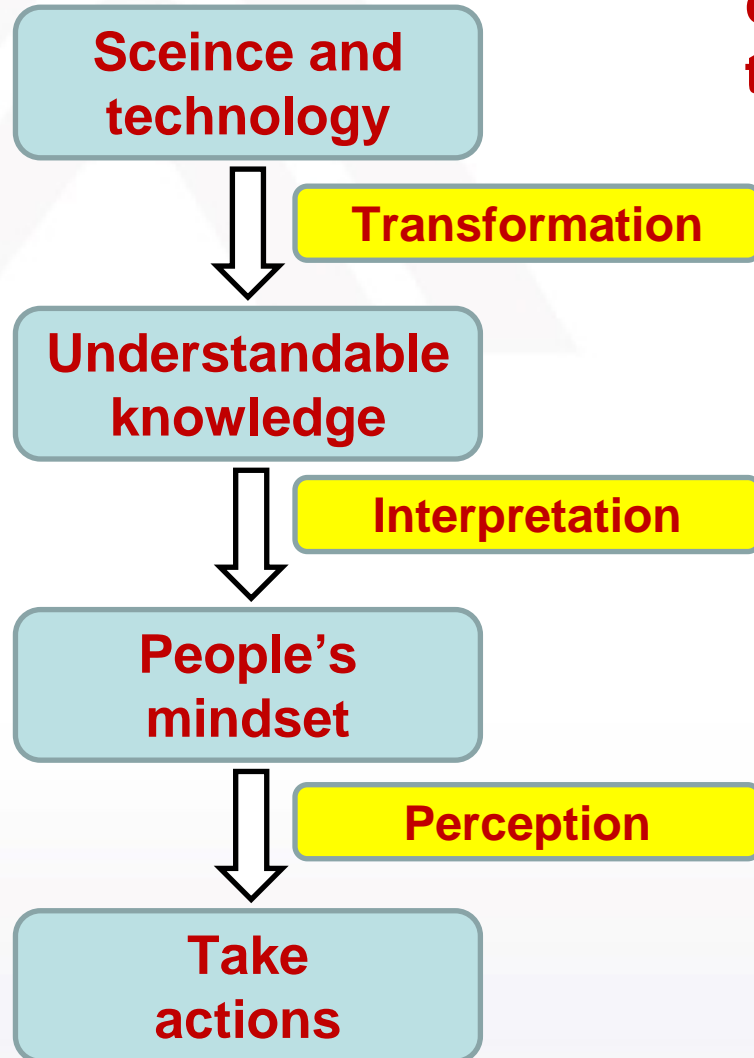 Sceince and
technology
Transformation
Understandable
knowledge
Interpretation
People’s
mindset
Perception
Take
actions